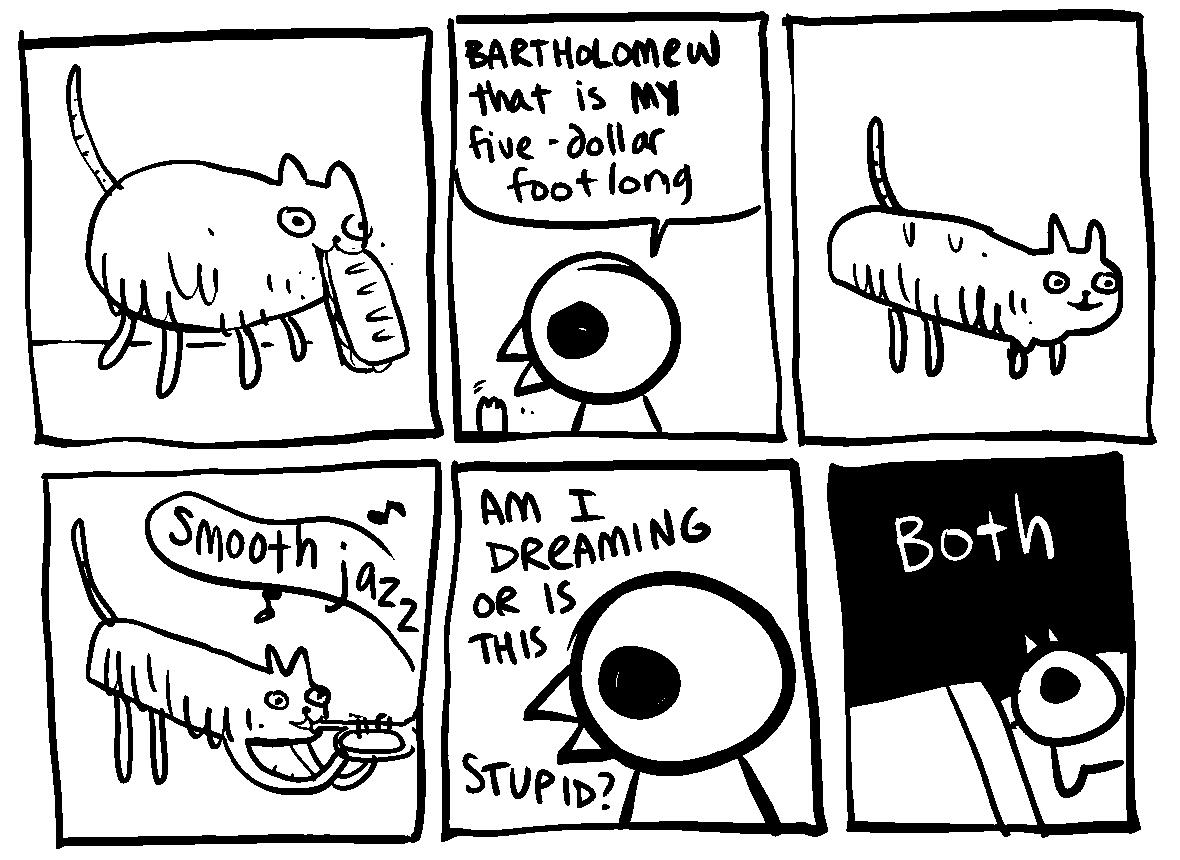 BARTHOLOMEW
that is MY
five-dollar
footlong
Smooth
jazz
AM I
DREAMING
OR IS
THIS
STUPID?
Both